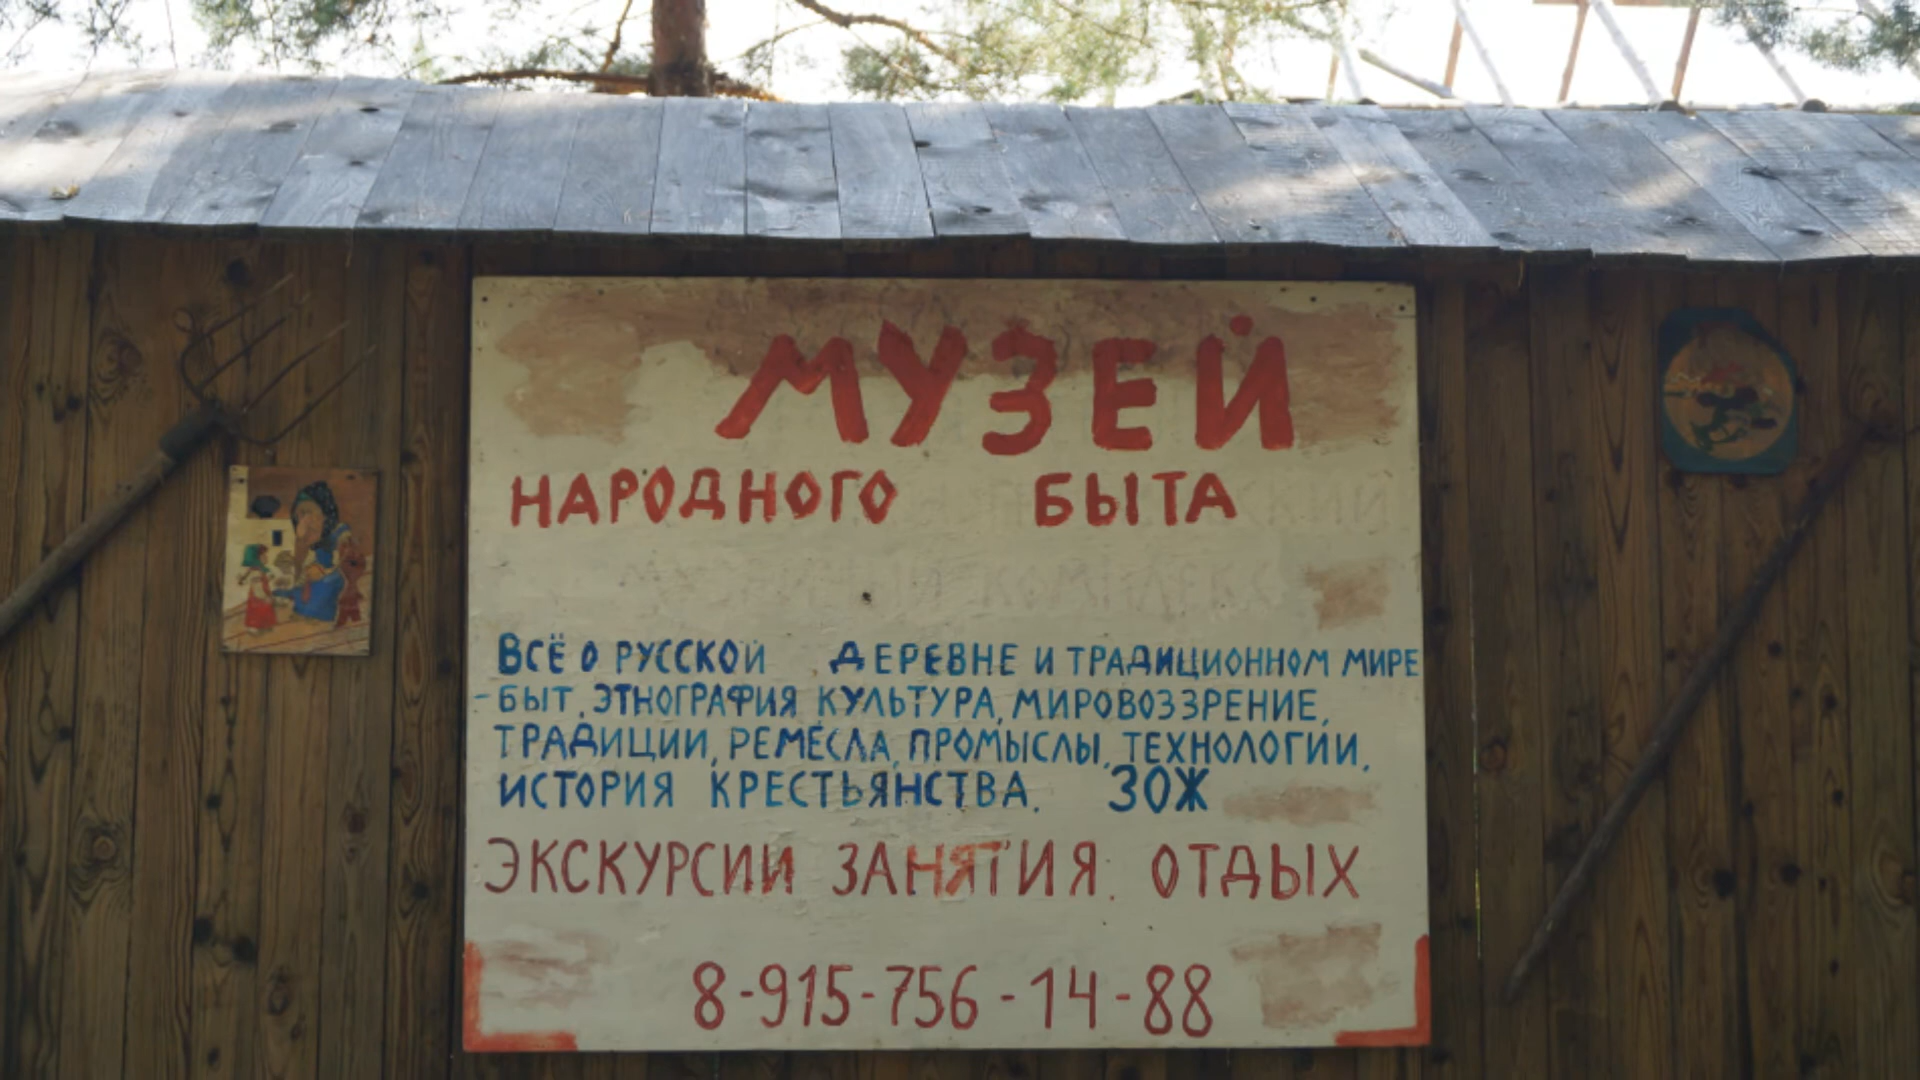 МУЗЕЙ
НАРОДНОГО БЫТА
ВСЁ О РУССКОЙ ДЕРЕВНЕ И ТРАДИЦИОННОМ МИРЕ
-БЫТ, ЭТНОГРАФИЯ КУЛЬТУРА, МИРОВОЗЗРЕНИЕ,
ТРАДИЦИИ, РЕМЁСЛА, ПРОМЫСЛЫ, ТЕХНОЛОГИИ,
ИСТОРИЯ КРЕСТЬЯНСТВА. ЗОЖ
ЭКСКУРСИИ ЗАНЯТИЯ. ОТДЫХ
8-915-756-14-88